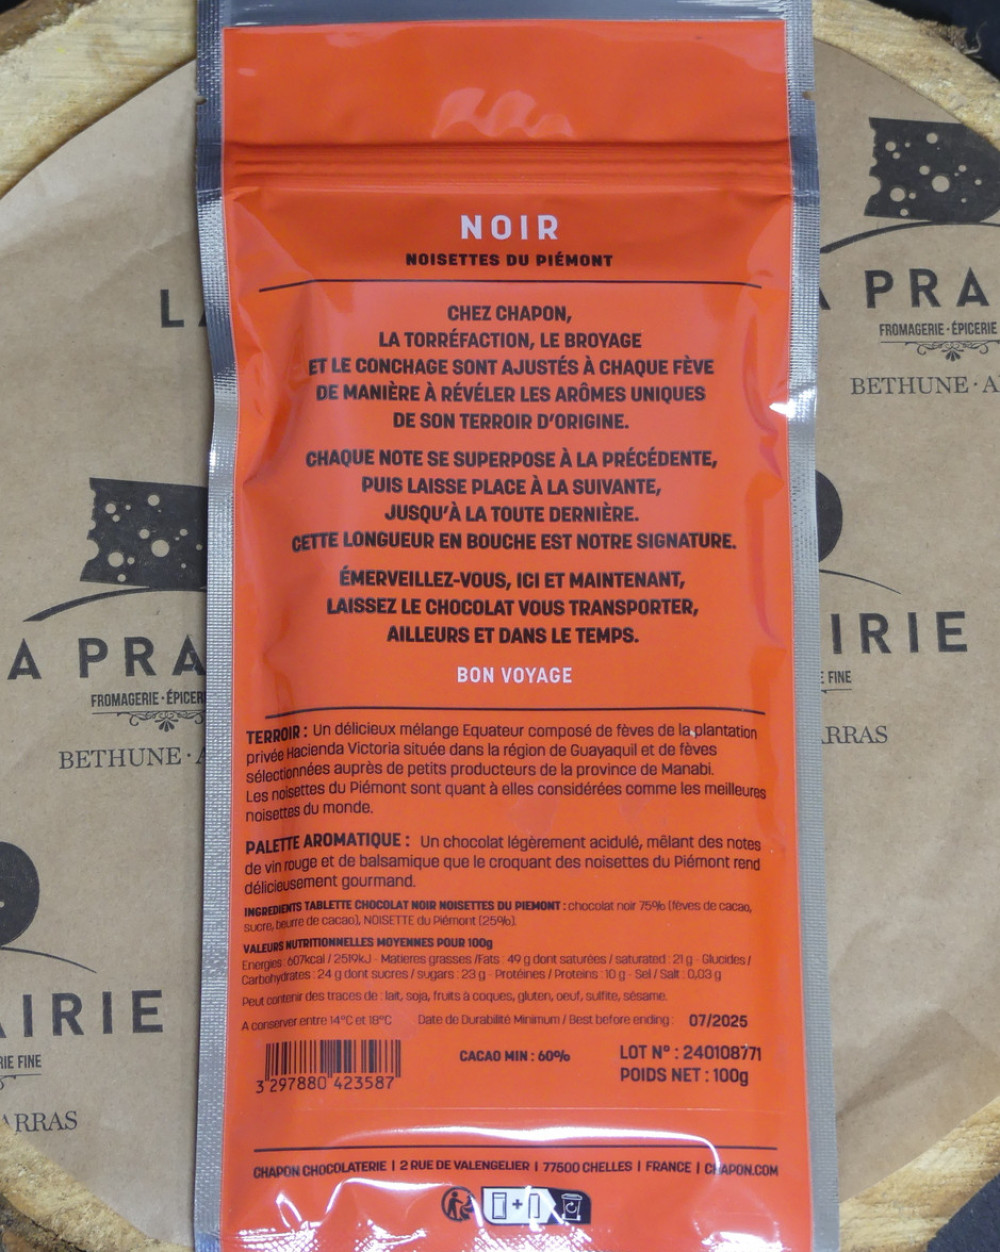 NOIR
NOISETTES DU PIÉMONT
CHEZ CHAPON,
LA TORRÉFACTION, LE BROYAGE
ET LE CONCHAGE SONT AJUSTÉS À CHAQUE FÈVE
DE MANIÈRE À RÉVÉLER LES ARÔMES UNIQUES
DE SON TERROIR D'ORIGINE.
CHAQUE NOTE SE SUPERPOSE À LA PRÉCÉDENTE,
PUIS LAISSE PLACE À LA SUIVANTE,
JUSQU'À LA TOUTE DERNIÈRE.
CETTE LONGUEUR EN BOUCHE EST NOTRE SIGNATURE.
ÉMERVEILLEZ-VOUS, ICI ET MAINTENANT,
LAISSEZ LE CHOCOLAT VOUS TRANSPORTER,
AILLEURS ET DANS LE TEMPS.
BON VOYAGE
TERROIR : Un délicieux mélange Equateur composé de fèves de la plantation
privée Hacienda Victoria située dans la région de Guayaquil et de fèves
sélectionnées auprès de petits producteurs de la province de Manabi.
Les noisettes du Piémont sont quant à elles considérées comme les meilleures
noisettes du monde.
PALETTE AROMATIQUE : Un chocolat légèrement acidulé, mêlant des notes
de vin rouge et de balsamique que le croquant des noisettes du Piémont rend
délicieusement gourmand.
INGREDIENTS TABLETTE CHOCOLAT NOIR NOISETTES DU PIEMONT : chocolat noir 75% (fèves de cacao,
sucre, beurre de cacao), NOISETTE du Piémont (25%).
VALEURS NUTRITIONNELLES MOYENNES POUR 100g
Energies : 607kcal / 2519kJ - Matieres grasses /Fats : 49 g dont saturées / saturated : 21 g - Glucides /
Carbohydrates : 24 g dont sucres / sugars : 23 g - Protéines / Proteins : 10 g - Sel / Salt : 0,03 g
Peut contenir des traces de : lait, soja, fruits à coques, gluten, oeuf, sulfite, sésame.
A conserver entre 14°C et 18°C Date de Durabilité Minimum / Best before ending : 07/2025
3 297880 423587
CACAO MIN : 60%
LOT N° : 240108771
POIDS NET : 100g
CHAPON CHOCOLATERIE | 2 RUE DE VALENGELIER | 77500 CHELLES | FRANCE | CHAPON.COM
A PRA
FROMAGERIE · ÉPICERIE
BETHUNE · A
L
A PRA
FROMAGERIE · ÉPICER
BETHUNE · A
IRIE
E FINE
RRAS
AIRIE
RIE FINE
ARRAS